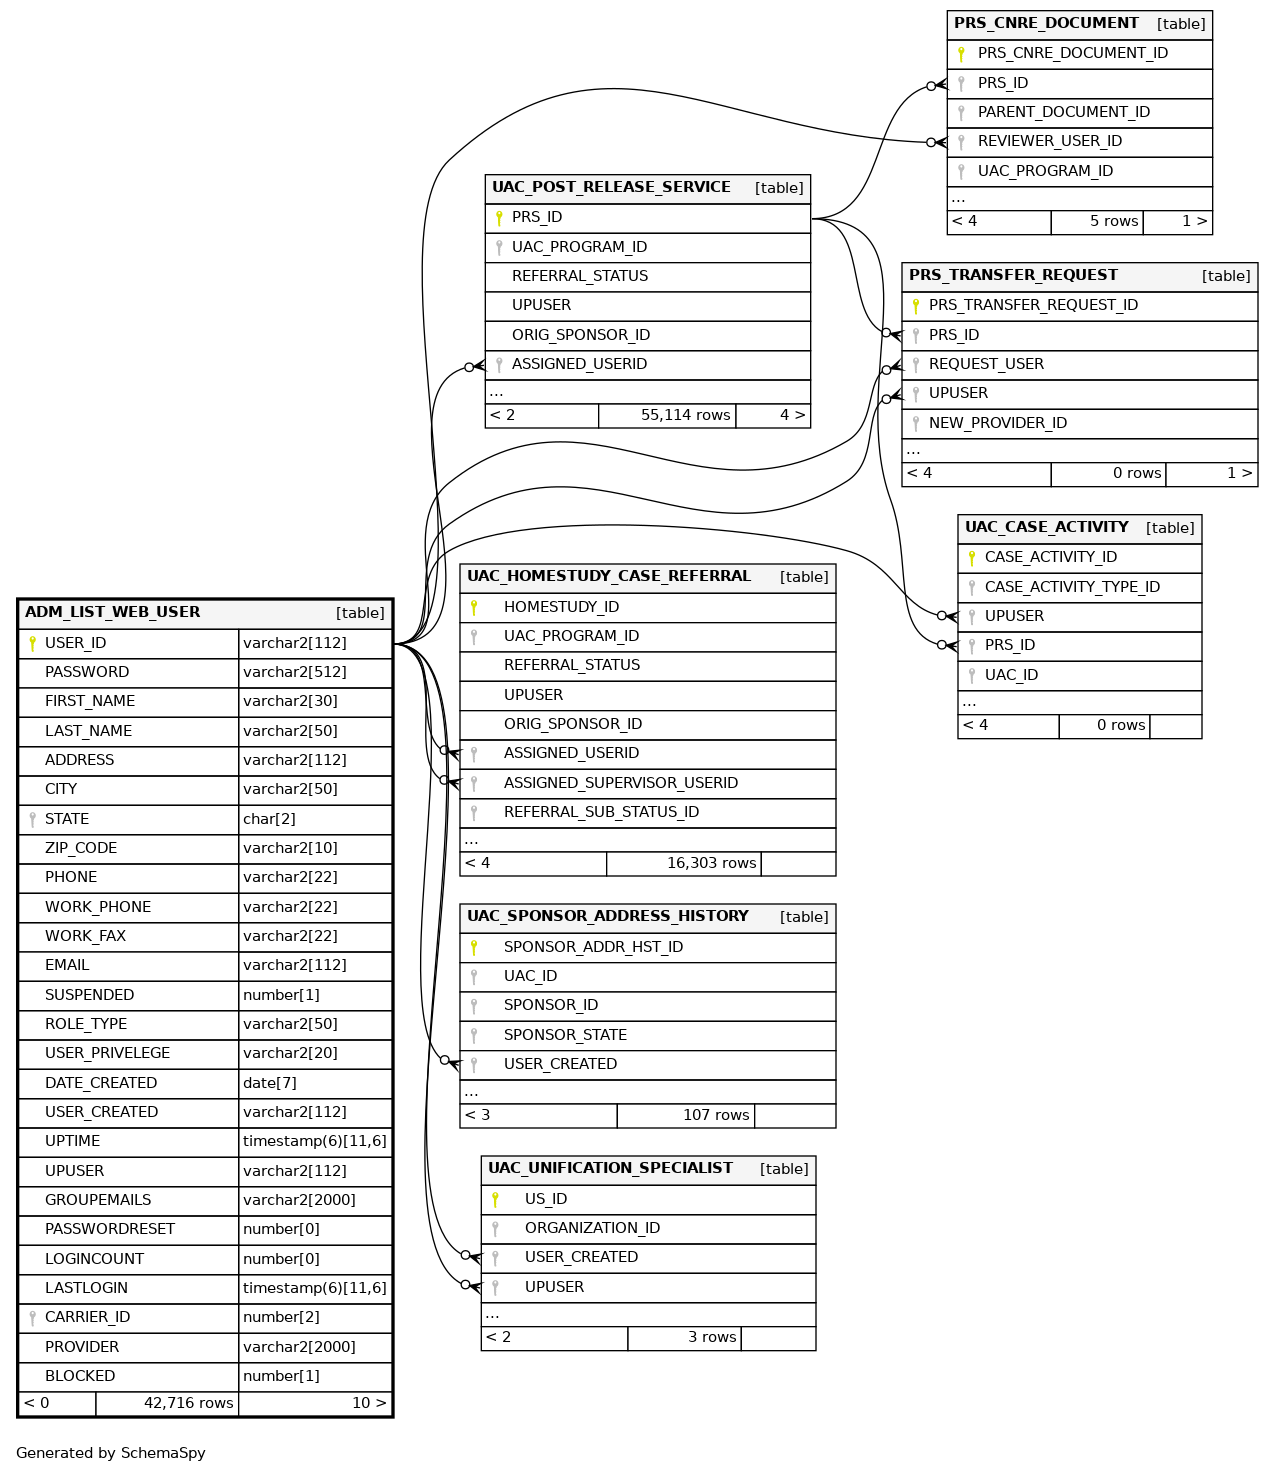 PRS_CNRE_DOCUMENT [table]
PRS_CNRE_DOCUMENT_ID
PRS_ID
PARENT_DOCUMENT_ID
REVIEWER_USER_ID
UAC_PROGRAM_ID
...
< 4 5 rows 1 >
UAC_POST_RELEASE_SERVICE [table]
PRS_ID
UAC_PROGRAM_ID
REFERRAL_STATUS
UPUSER
ORIG_SPONSOR_ID
ASSIGNED_USERID
...
< 2 55,114 rows 4 >
PRS_TRANSFER_REQUEST [table]
PRS_TRANSFER_REQUEST_ID
PRS_ID
REQUEST_USER
UPUSER
NEW_PROVIDER_ID
...
< 4 0 rows 1 >
UAC_CASE_ACTIVITY [table]
CASE_ACTIVITY_ID
CASE_ACTIVITY_TYPE_ID
UPUSER
PRS_ID
UAC_ID
...
< 4 0 rows
UAC_HOMESTUDY_CASE_REFERRAL [table]
HOMESTUDY_ID
UAC_PROGRAM_ID
REFERRAL_STATUS
UPUSER
ORIG_SPONSOR_ID
ASSIGNED_USERID
ASSIGNED_SUPERVISOR_USERID
REFERRAL_SUB_STATUS_ID
...
< 4 16,303 rows
ADM_LIST_WEB_USER [table]
USER_ID varchar2[112]
PASSWORD varchar2[512]
FIRST_NAME varchar2[30]
LAST_NAME varchar2[50]
ADDRESS varchar2[112]
CITY varchar2[50]
STATE char[2]
ZIP_CODE varchar2[10]
PHONE varchar2[22]
WORK_PHONE varchar2[22]
WORK_FAX varchar2[22]
EMAIL varchar2[112]
SUSPENDED number[1]
ROLE_TYPE varchar2[50]
USER_PRIVELEGE varchar2[20]
DATE_CREATED date[7]
USER_CREATED varchar2[112]
UPTIME timestamp(6)[11,6]
UPUSER varchar2[112]
GROUPEMAILS varchar2[2000]
PASSWORDRESET number[0]
LOGINCOUNT number[0]
LASTLOGIN timestamp(6)[11,6]
CARRIER_ID number[2]
PROVIDER varchar2[2000]
BLOCKED number[1]
< 0 42,716 rows 10 >
UAC_SPONSOR_ADDRESS_HISTORY [table]
SPONSOR_ADDR_HST_ID
UAC_ID
SPONSOR_ID
SPONSOR_STATE
USER_CREATED
...
< 3 107 rows
UAC_UNIFICATION_SPECIALIST [table]
US_ID
ORGANIZATION_ID
USER_CREATED
UPUSER
...
< 2 3 rows
Generated by SchemaSpy